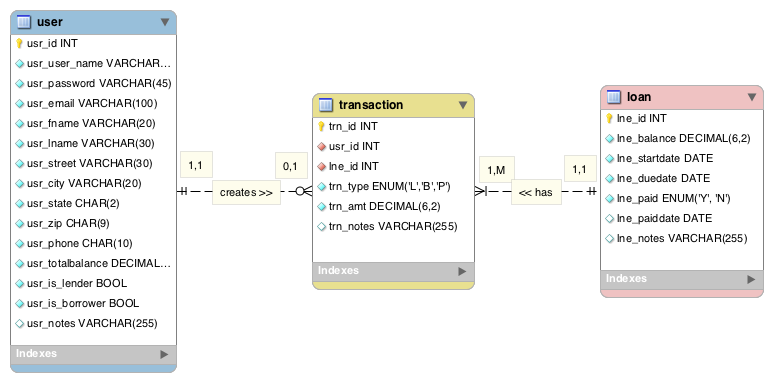 user
usr_id INT
usr_user_name VARCHAR...
usr_password VARCHAR(45)
usr_email VARCHAR(100)
usr_fname VARCHAR(20)
usr_lname VARCHAR(30)
usr_street VARCHAR(30)
usr_city VARCHAR(20)
usr_state CHAR(2)
usr_zip CHAR(9)
usr_phone CHAR(10)
usr_totalbalance DECIMAL...
usr_is_lender BOOL
usr_is_borrower BOOL
usr_notes VARCHAR(255)
Indexes
1,1
creates >>
0,1
transaction
trn_id INT
usr_id INT
lne_id INT
trn_type ENUM('L','B','P')
trn_amt DECIMAL(6,2)
trn_notes VARCHAR(255)
Indexes
1,M
<< has
1,1
loan
lne_id INT
lne_balance DECIMAL(6,2)
lne_startdate DATE
lne_duedate DATE
lne_paid ENUM('Y', 'N')
lne_paiddate DATE
lne_notes VARCHAR(255)
Indexes